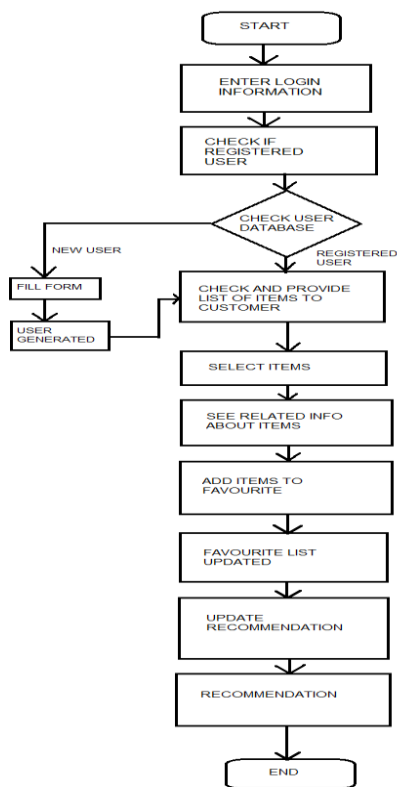 START
ENTER LOGIN
INFORMATION
CHECK IF
REGISTERED
USER
CHECK USER
DATABASE
NEW USER
REGISTERED
USER
FILL FORM
USER
GENERATED
CHECK AND PROVIDE
LIST OF ITEMS TO
CUSTOMER
SELECT ITEMS
SEE RELATED INFO
ABOUT ITEMS
ADD ITEMS TO
FAVOURITE
FAVOURITE LIST
UPDATED
UPDATE
RECOMMENDATION
RECOMMENDATION
END